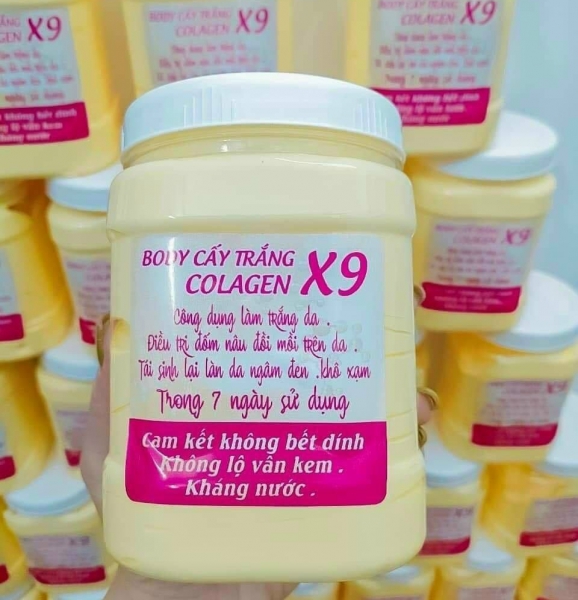 BODY CẤY TRẮNG
COLAGEN X9
Công dụng làm trắng da .
Điều trị đốm nâu đồi mồi trên da .
Tái sinh lại làn da ngâm đen .khô xạm
Trong 7 ngày sử dụng
Cam kết không bết dính
Không lộ vân kem .
Kháng nước .